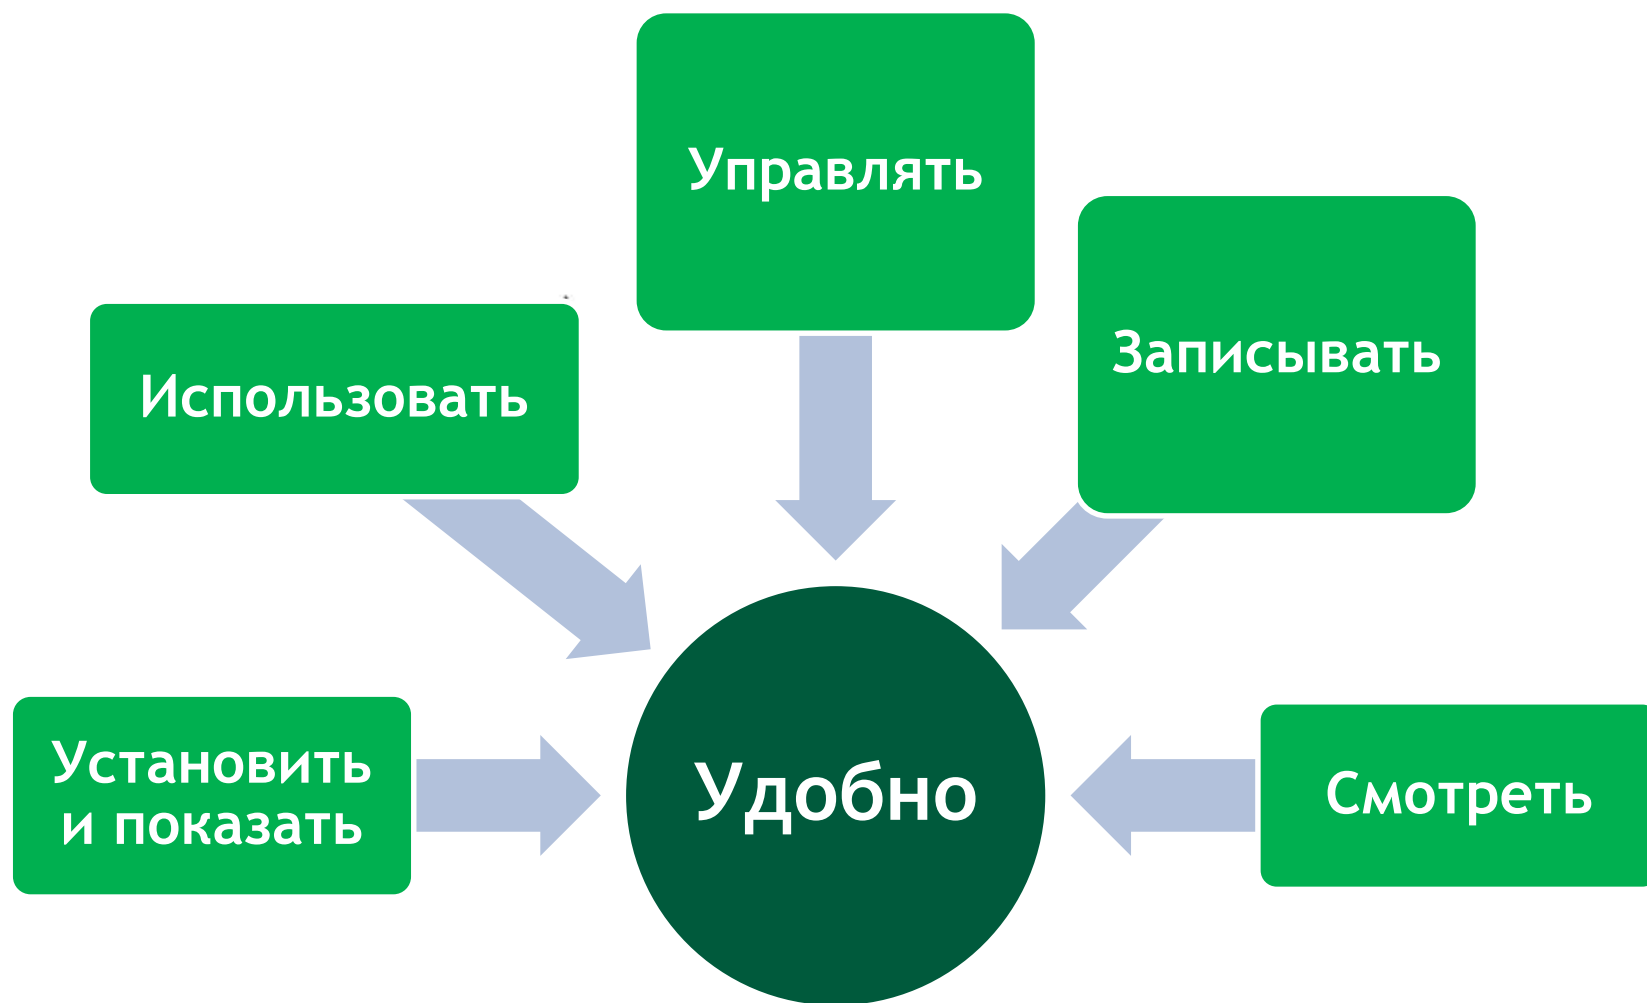 Управлять
Записывать
Использовать
Установить
и показать
Удобно
Смотреть